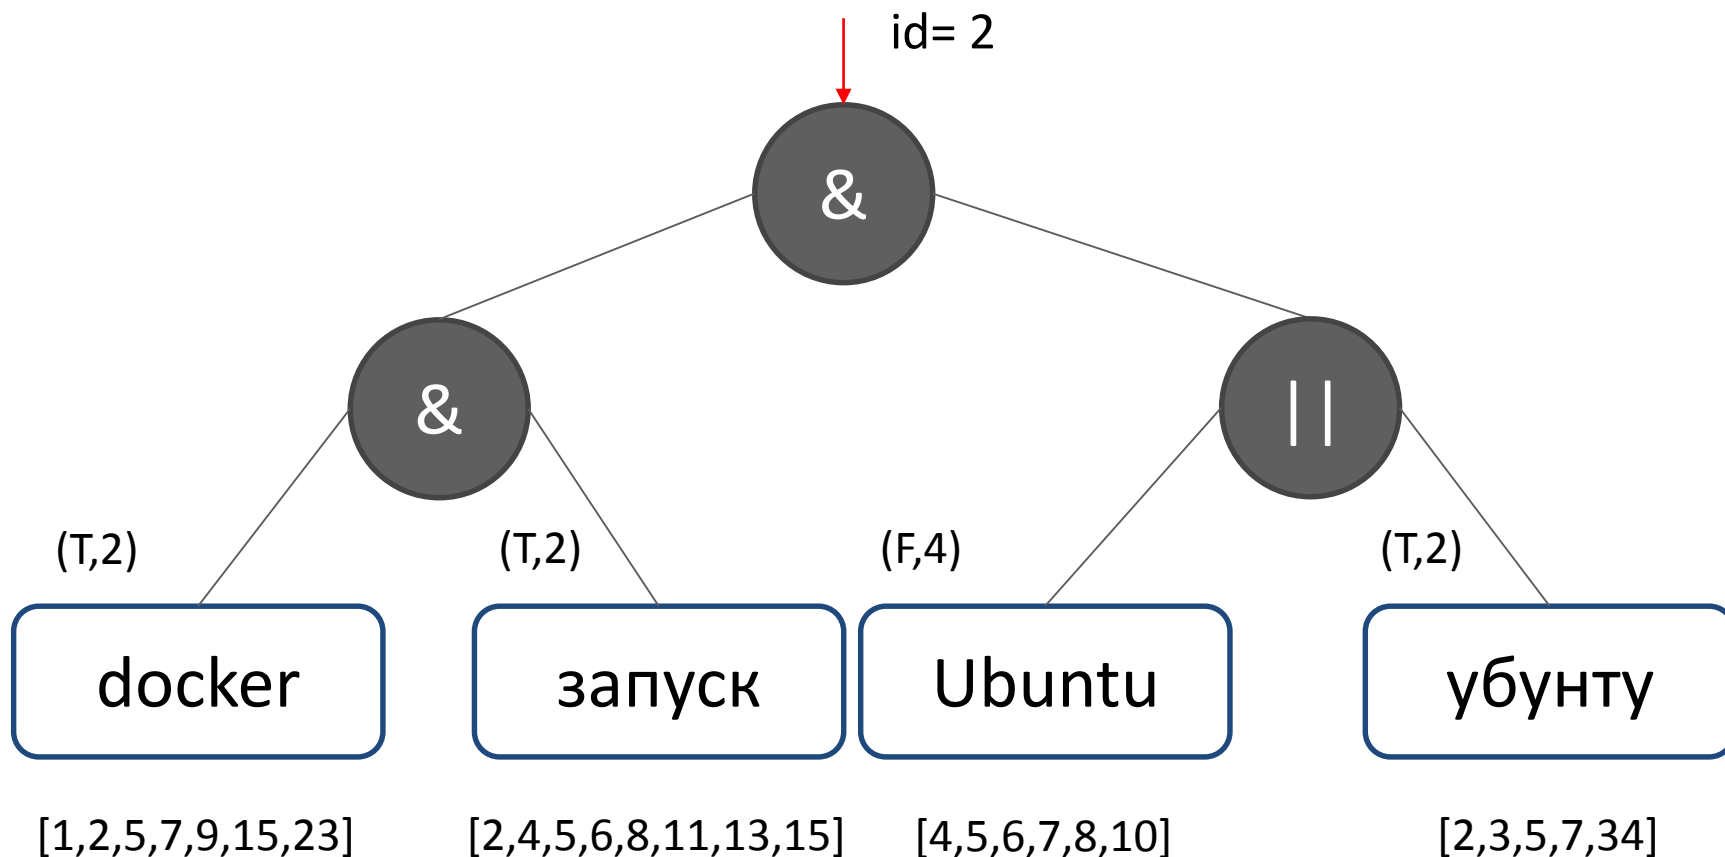 id= 2
&
&
||
(T,2)
(T,2)
(F,4)
(T,2)
docker
запуск
Ubuntu
убунту
[1,2,5,7,9,15,23]
[2,4,5,6,8,11,13,15]
[4,5,6,7,8,10]
[2,3,5,7,34]